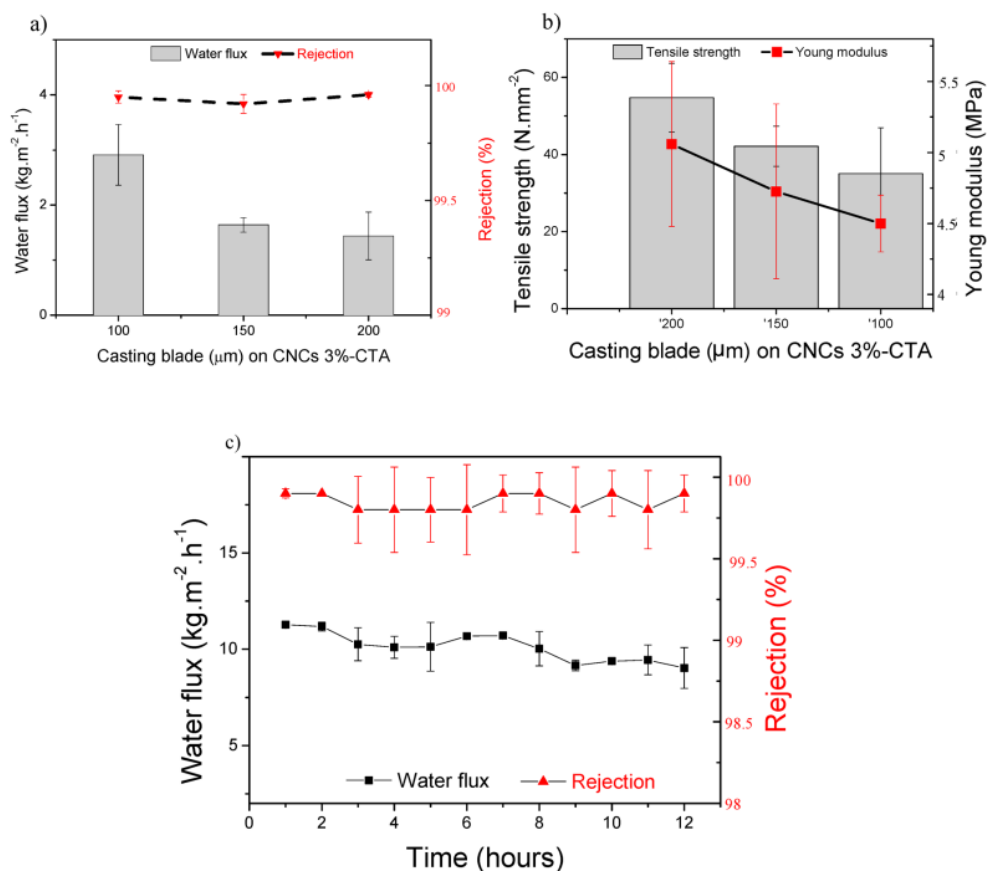 a)
Water flux
Rejection
Water flux (kg.m⁻².h⁻¹)
4
2
0
100
99.5
99
Rejection (%)
100
150
200
Casting blade (μm) on CNCs 3%-CTA
b)
Tensile strength
Young modulus
Tensile strength (N.mm⁻²)
60
40
20
0
5.5
5
4.5
4
Young modulus (MPa)
'200
'150
'100
Casting blade (μm) on CNCs 3%-CTA
c)
Water flux (kg.m⁻².h⁻¹)
15
10
5
100
99.5
99
98.5
98
Rejection (%)
Water flux
Rejection
0
2
4
6
8
10
12
Time (hours)